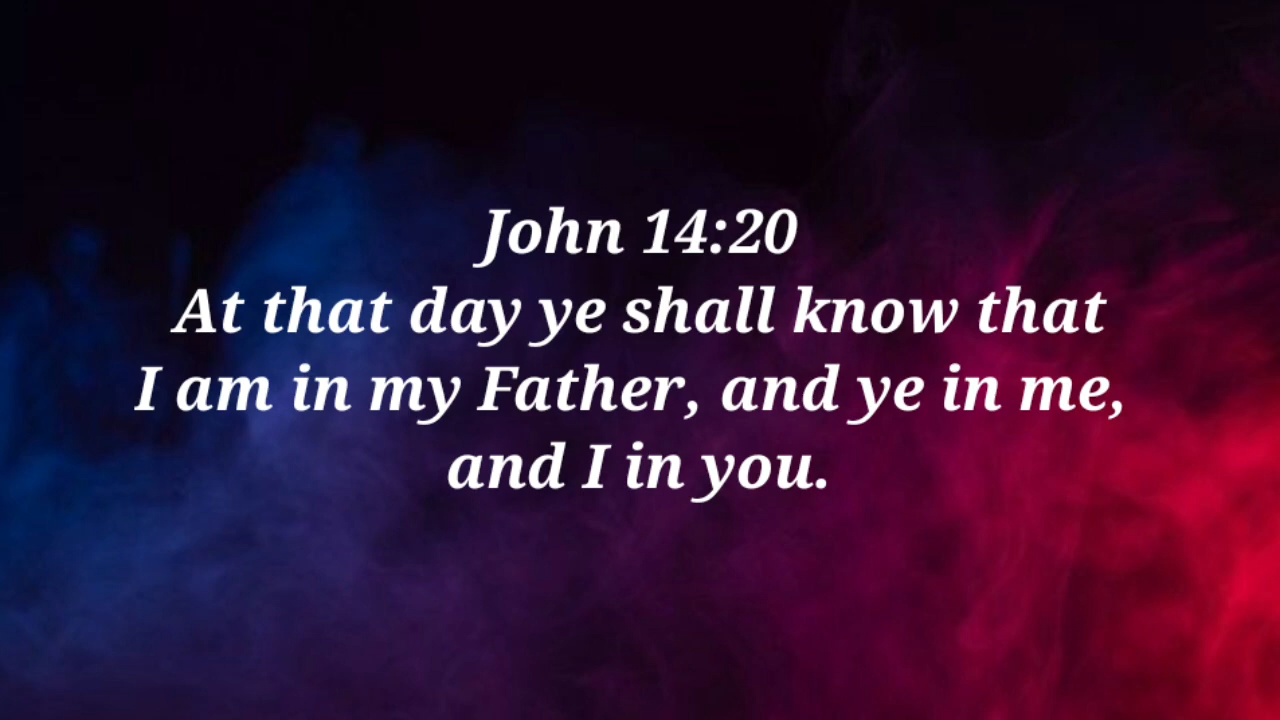 John 14:20
At that day ye shall know that
I am in my Father, and ye in me,
and I in you.